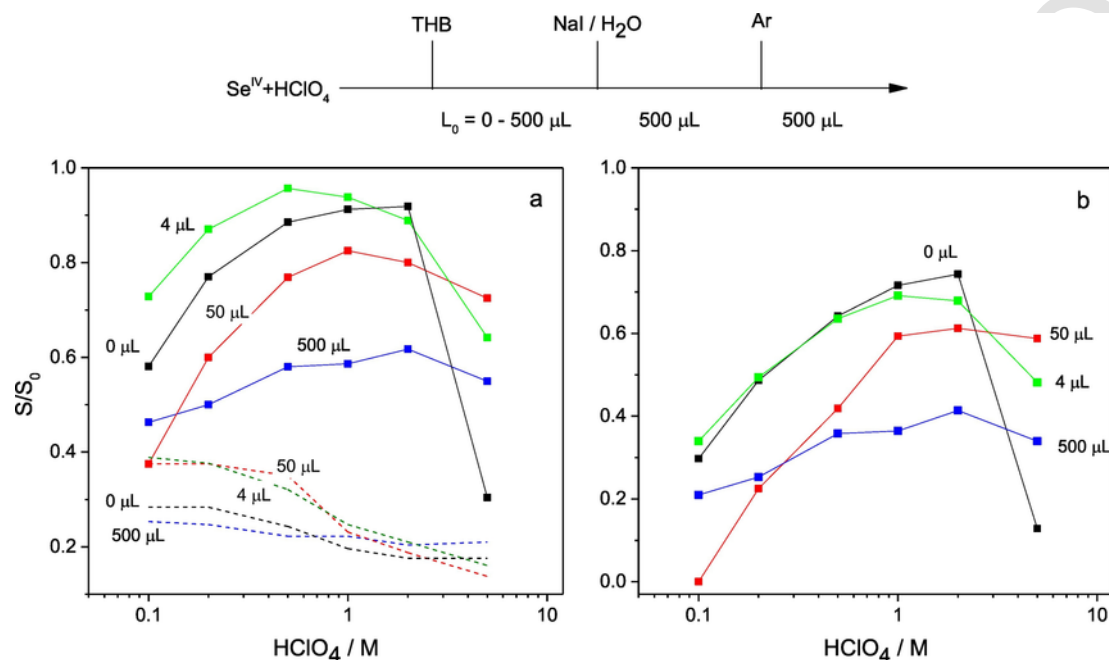 THB
NaI / H₂O
Ar
Seᴵⱽ+HClO₄
L₀ = 0 - 500 µL
500 µL
500 µL
a
1.0
0.8
0.6
0.4
0.2
S/S₀
4 µL
0 µL
50 µL
500 µL
50 µL
4 µL
0 µL
500 µL
0.1
1
10
HClO₄ / M
b
1.0
0.8
0.6
0.4
0.2
0.0
0 µL
50 µL
4 µL
500 µL
0.1
1
10
HClO₄ / M